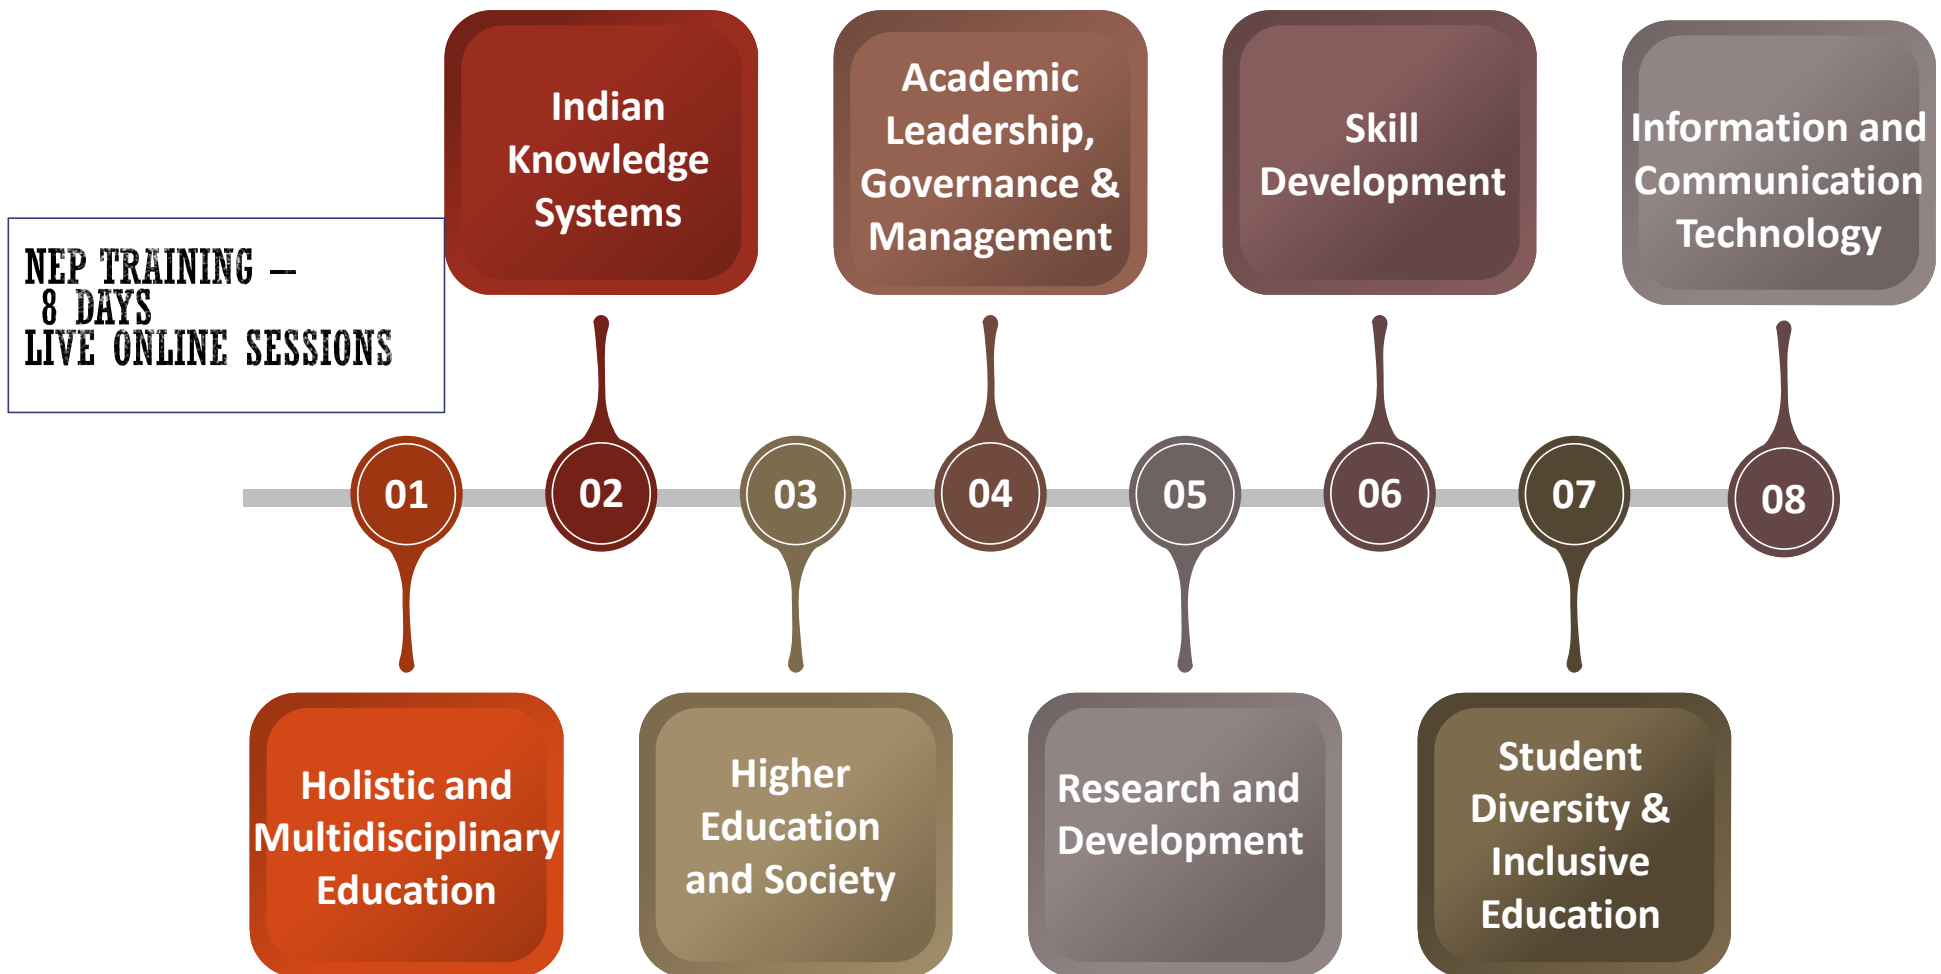 NEP TRAINING –
8 DAYS
LIVE ONLINE SESSIONS
Indian
Knowledge
Systems
Academic
Leadership,
Governance &
Management
Skill
Development
Information and
Communication
Technology
01
02
03
04
05
06
07
08
Holistic and
Multidisciplinary
Education
Higher
Education
and Society
Research and
Development
Student
Diversity &
Inclusive
Education